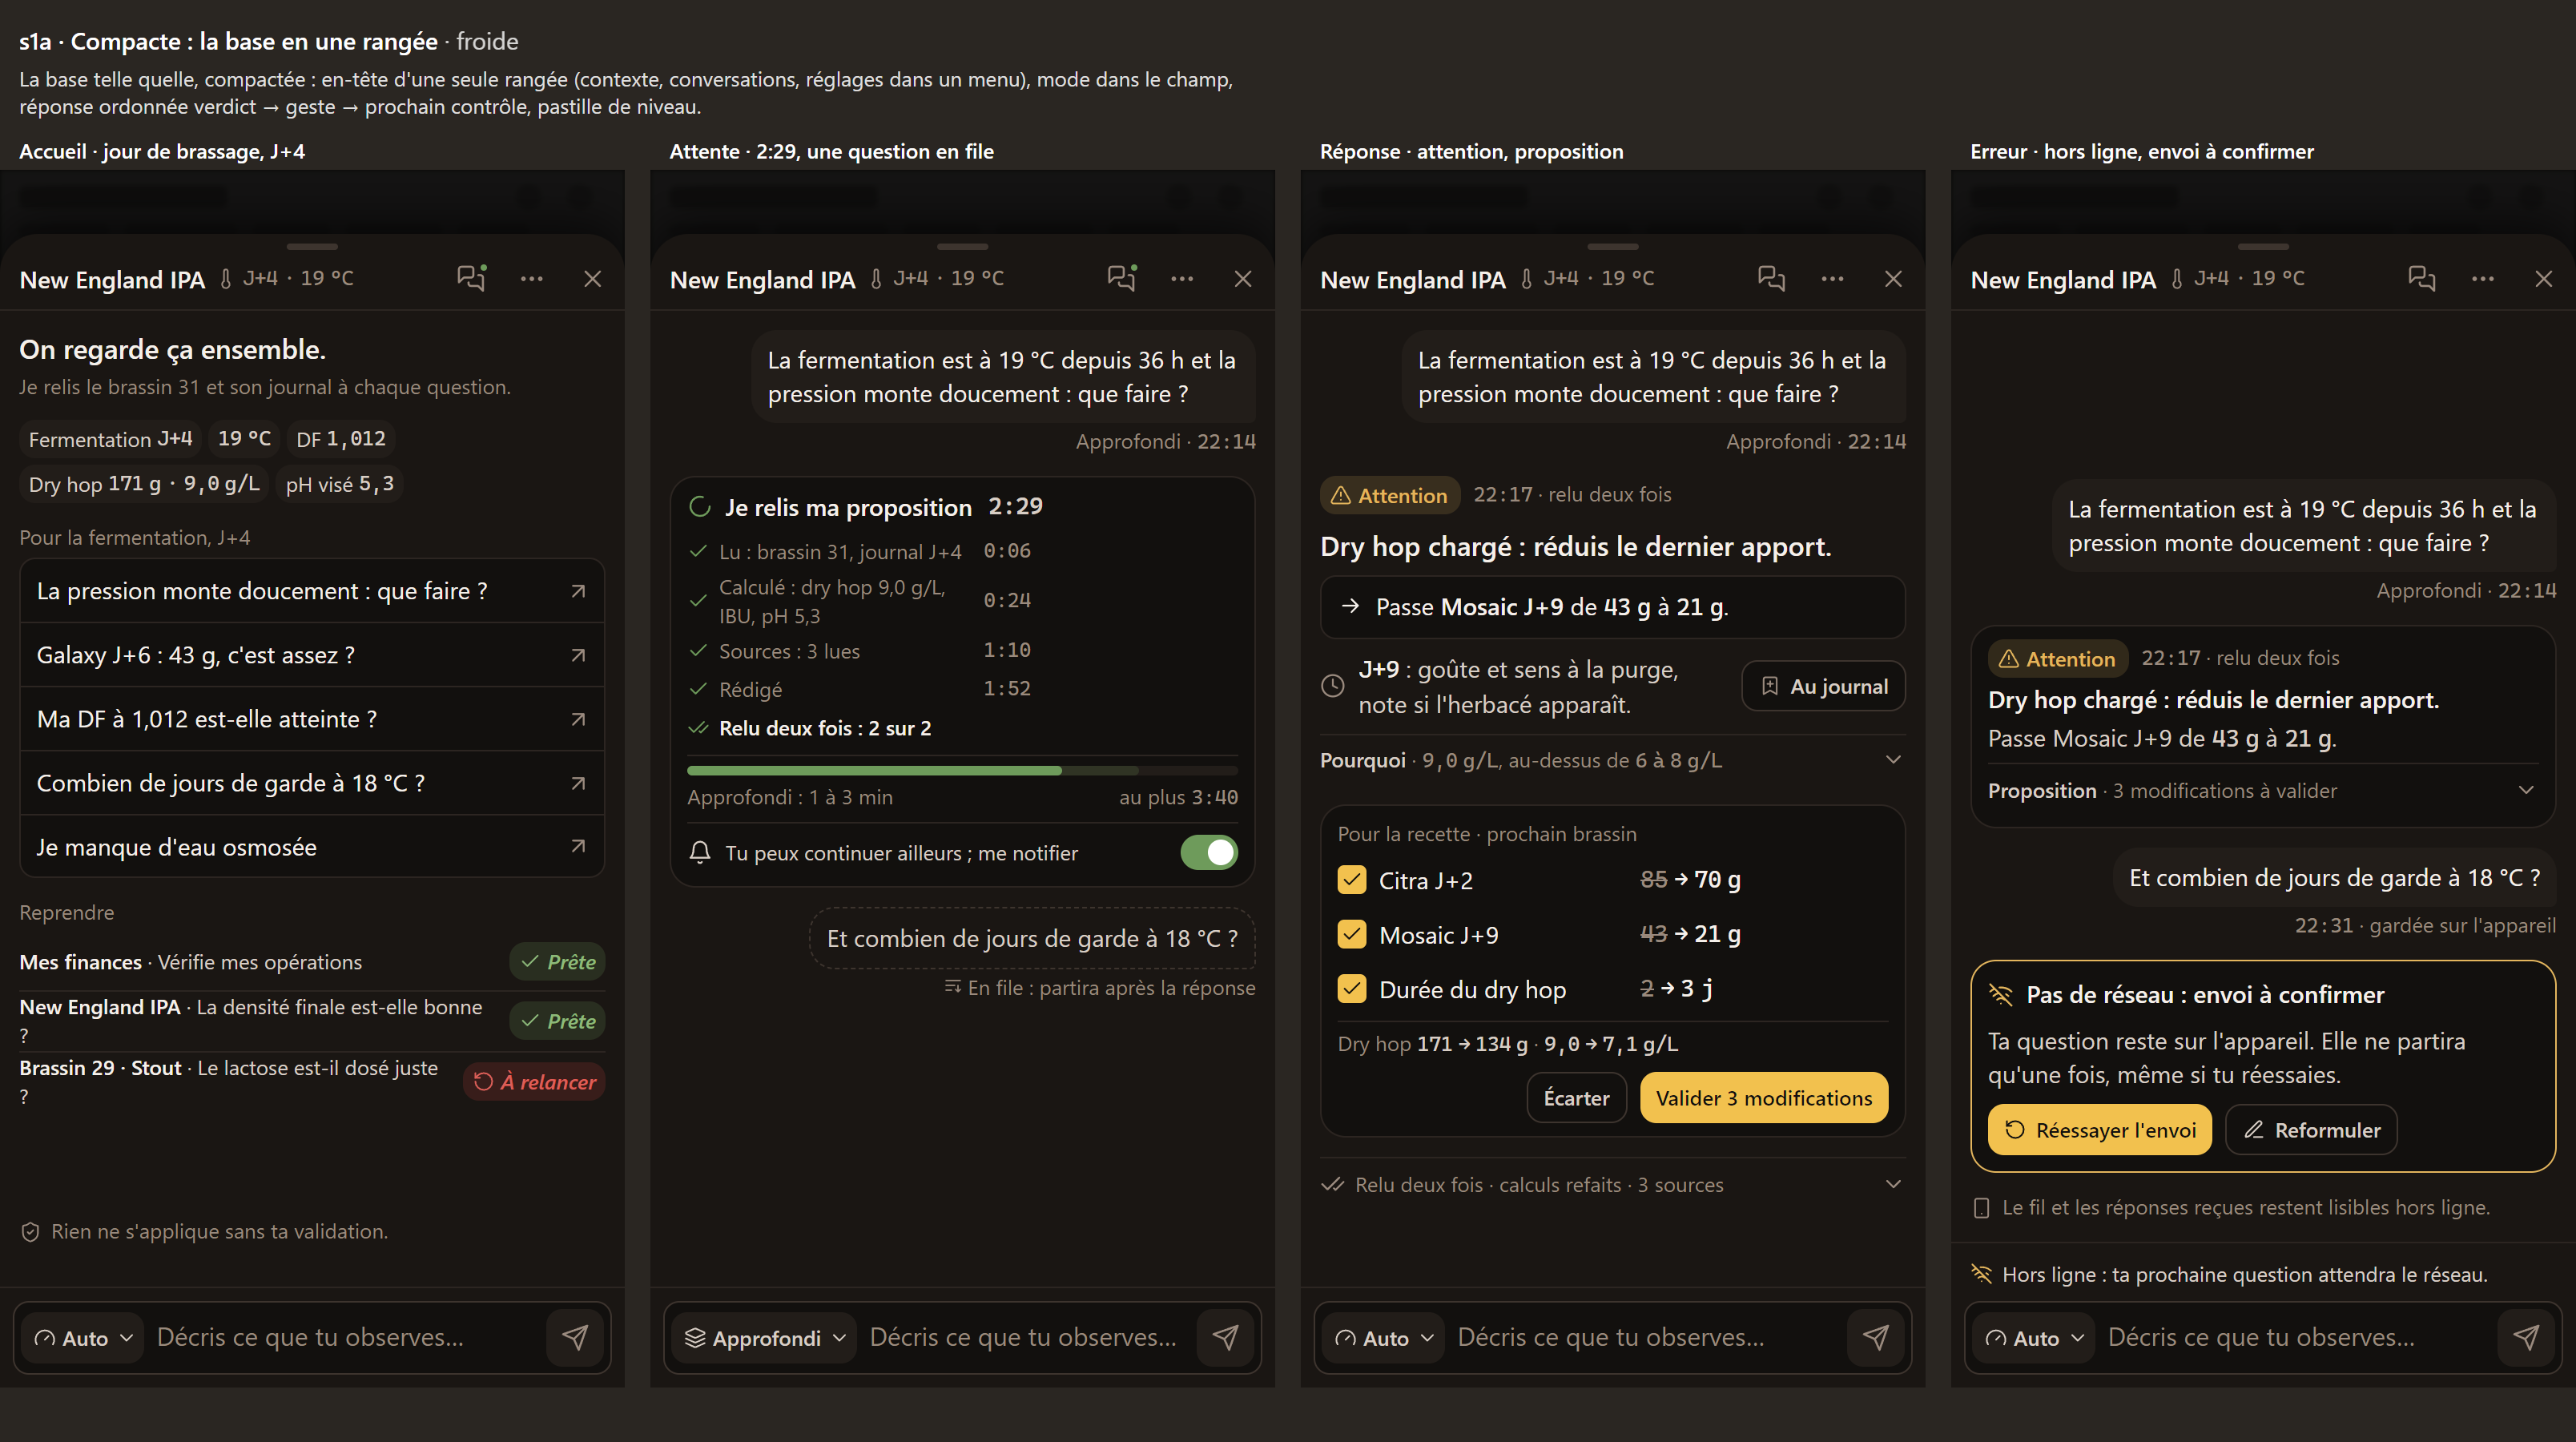 s1a · Compacte : la base en une rangée · froide
La base telle quelle, compactée : en-tête d'une seule rangée (contexte, conversations, réglages dans un menu), mode dans le champ,
réponse ordonnée verdict → geste → prochain contrôle, pastille de niveau.
Accueil · jour de brassage, J+4
New England IPA J+4 · 19 °C
On regarde ça ensemble.
Je relis le brassin 31 et son journal à chaque question.
Fermentation J+4 19 °C DF 1,012
Dry hop 171 g · 9,0 g/L pH visé 5,3
Pour la fermentation, J+4
La pression monte doucement : que faire ?
Galaxy J+6 : 43 g, c'est assez ?
Ma DF à 1,012 est-elle atteinte ?
Combien de jours de garde à 18 °C ?
Je manque d'eau osmosée
Reprendre
Mes finances · Vérifie mes opérations Prête
New England IPA · La densité finale est-elle bonne
? Prête
Brassin 29 · Stout · Le lactose est-il dosé juste
? À relancer
Rien ne s'applique sans ta validation.
Auto Décris ce que tu observes...
Attente · 2:29, une question en file
New England IPA J+4 · 19 °C
La fermentation est à 19 °C depuis 36 h et la
pression monte doucement : que faire ?
Approfondi · 22:14
Je relis ma proposition 2:29
Lu : brassin 31, journal J+4 0:06
Calculé : dry hop 9,0 g/L,
IBU, pH 5,3 0:24
Sources : 3 lues 1:10
Rédigé 1:52
Relu deux fois : 2 sur 2
Approfondi : 1 à 3 min au plus 3:40
Tu peux continuer ailleurs ; me notifier
Et combien de jours de garde à 18 °C ?
En file : partira après la réponse
Approfondi Décris ce que tu observes...
Réponse · attention, proposition
New England IPA J+4 · 19 °C
La fermentation est à 19 °C depuis 36 h et la
pression monte doucement : que faire ?
Approfondi · 22:14
Attention 22:17 · relu deux fois
Dry hop chargé : réduis le dernier apport.
→ Passe Mosaic J+9 de 43 g à 21 g.
J+9 : goûte et sens à la purge,
note si l'herbacé apparaît. Au journal
Pourquoi · 9,0 g/L, au-dessus de 6 à 8 g/L
Pour la recette · prochain brassin
Citra J+2 85 → 70 g
Mosaic J+9 43 → 21 g
Durée du dry hop 2 → 3 j
Dry hop 171 → 134 g · 9,0 → 7,1 g/L
Écarter Valider 3 modifications
Relu deux fois · calculs refaits · 3 sources
Auto Décris ce que tu observes...
Erreur · hors ligne, envoi à confirmer
New England IPA J+4 · 19 °C
La fermentation est à 19 °C depuis 36 h et la
pression monte doucement : que faire ?
Approfondi · 22:14
Attention 22:17 · relu deux fois
Dry hop chargé : réduis le dernier apport.
Passe Mosaic J+9 de 43 g à 21 g.
Proposition · 3 modifications à valider
Et combien de jours de garde à 18 °C ?
22:31 · gardée sur l'appareil
Pas de réseau : envoi à confirmer
Ta question reste sur l'appareil. Elle ne partira
qu'une fois, même si tu réessaies.
Réessayer l'envoi Reformuler
Le fil et les réponses reçues restent lisibles hors ligne.
Hors ligne : ta prochaine question attendra le réseau.
Auto Décris ce que tu observes...